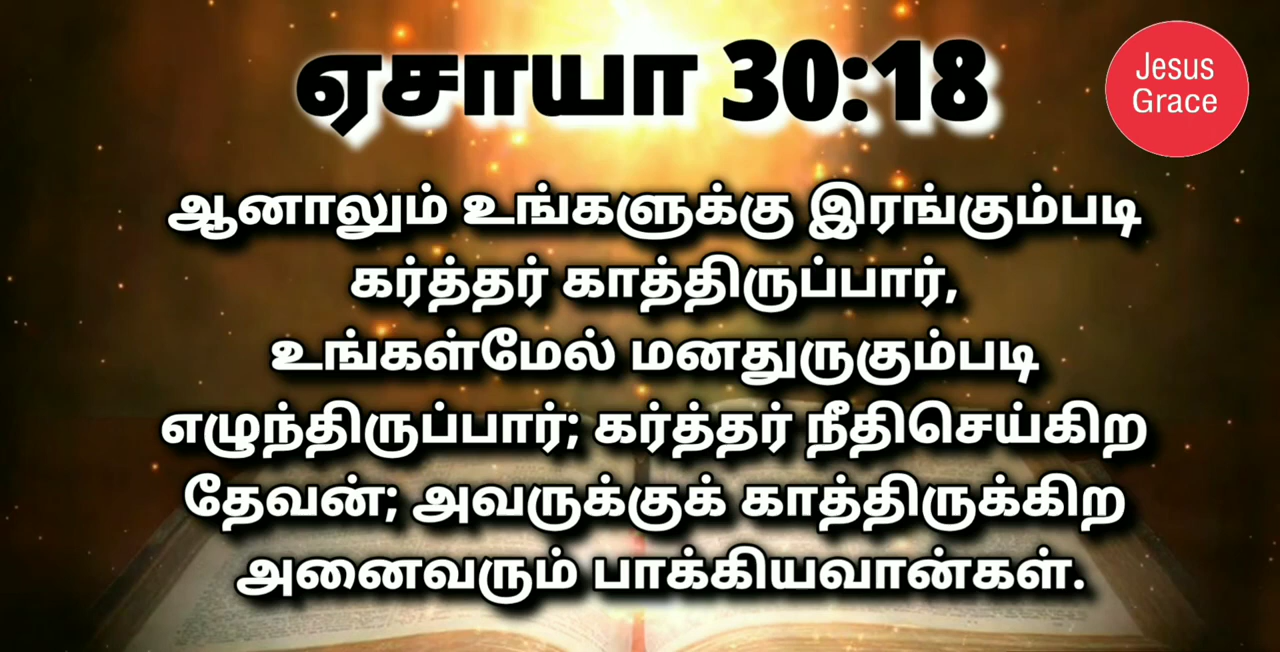 ஏசாயா 30:18
Jesus
Grace
ஆனாலும் உங்களுக்கு இரங்கும்படி
கர்த்தர் காத்திருப்பார்,
உங்கள்மேல் மனதுருகும்படி
எழுந்திருப்பார்; கர்த்தர் நீதிசெய்கிற
தேவன்; அவருக்குக் காத்திருக்கிற
அனைவரும் பாக்கியவான்கள்.